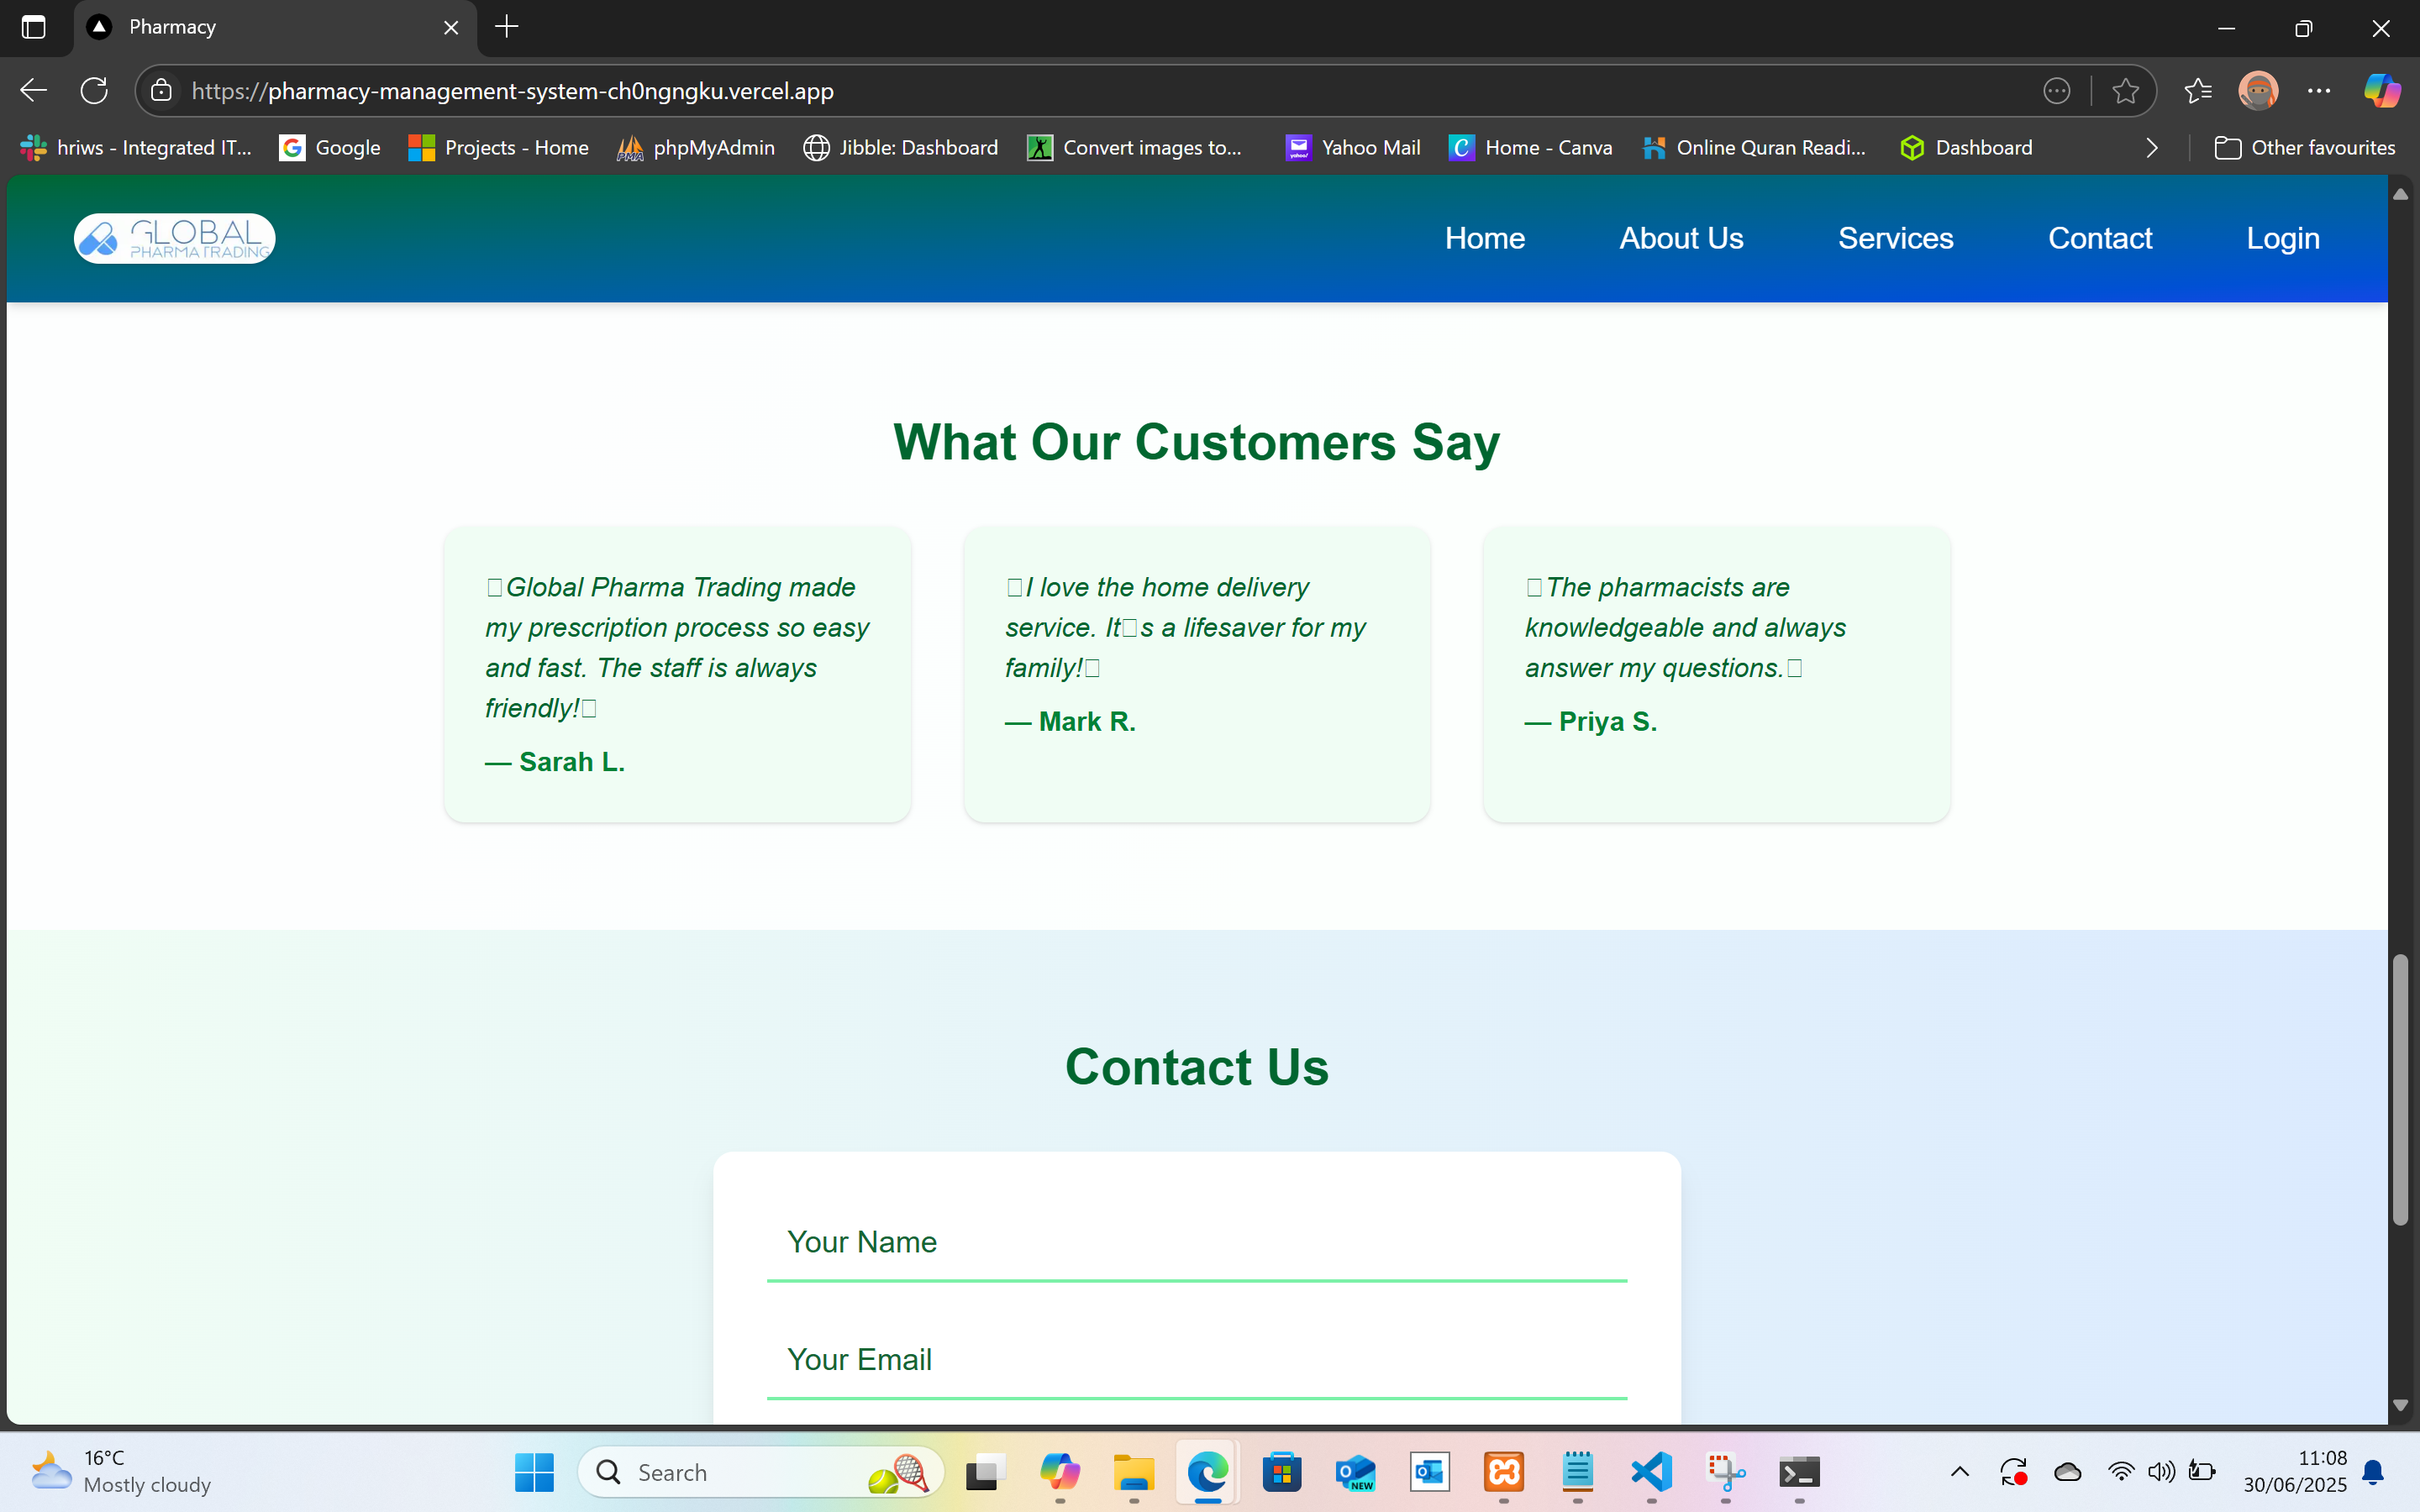 Pharmacy
https://pharmacy-management-system-ch0ngngku.vercel.app
hriws - Integrated IT...
Google
Projects - Home
phpMyAdmin
Jibble: Dashboard
Convert images to...
Yahoo Mail
Home - Canva
Online Quran Readi...
Dashboard
Other favourites
GLOBAL
PHARMA TRADING
Home
About Us
Services
Contact
Login
What Our Customers Say
▯Global Pharma Trading made
my prescription process so easy
and fast. The staff is always
friendly!▯
— Sarah L.
▯I love the home delivery
service. It▯s a lifesaver for my
family!▯
— Mark R.
▯The pharmacists are
knowledgeable and always
answer my questions.▯
— Priya S.
Contact Us
Your Name
Your Email
16°C
Mostly cloudy
Search
NEW
11:08
30/06/2025